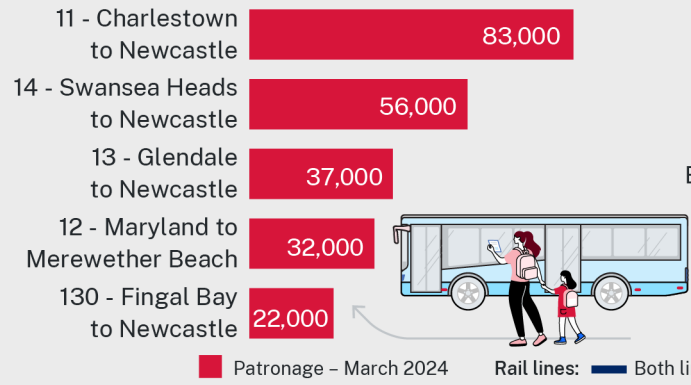 11 - Charlestown
to Newcastle
83,000
14 - Swansea Heads
to Newcastle
56,000
13 - Glendale
to Newcastle
37,000
12 - Maryland to
Merewether Beach
32,000
130 - Fingal Bay
to Newcastle
22,000
Patronage – March 2024
Rail lines:
Both li